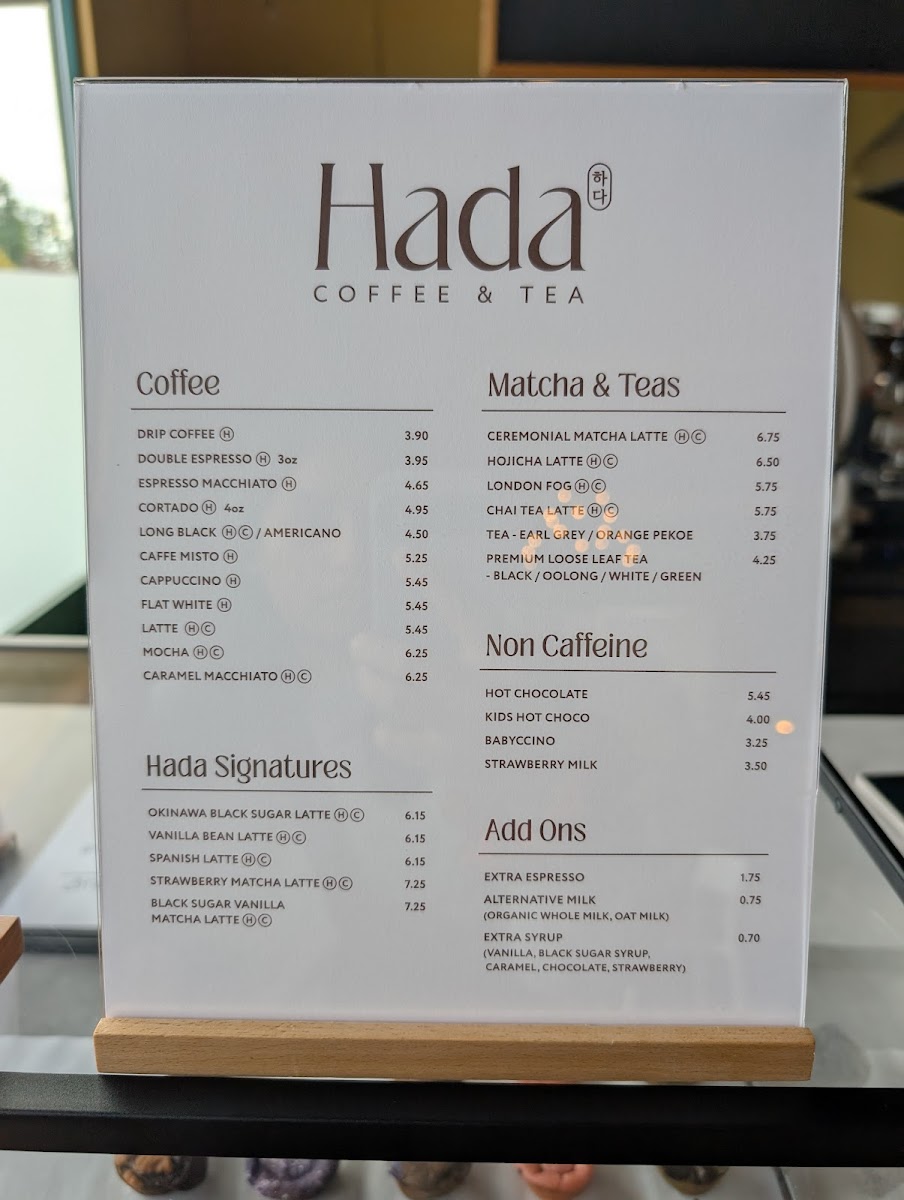 Hada 하다
COFFEE & TEA
Coffee
DRIP COFFEE Ⓗ 3.90
DOUBLE ESPRESSO Ⓗ 3oz 3.95
ESPRESSO MACCHIATO Ⓗ 4.65
CORTADO Ⓗ 4oz 4.95
LONG BLACK ⒽⒸ / AMERICANO 4.50
CAFFE MISTO Ⓗ 5.25
CAPPUCCINO Ⓗ 5.45
FLAT WHITE Ⓗ 5.45
LATTE ⒽⒸ 5.45
MOCHA ⒽⒸ 6.25
CARAMEL MACCHIATO ⒽⒸ 6.25
Hada Signatures
OKINAWA BLACK SUGAR LATTE ⒽⒸ 6.15
VANILLA BEAN LATTE ⒽⒸ 6.15
SPANISH LATTE ⒽⒸ 6.15
STRAWBERRY MATCHA LATTE ⒽⒸ 7.25
BLACK SUGAR VANILLA 7.25
MATCHA LATTE ⒽⒸ
Matcha & Teas
CEREMONIAL MATCHA LATTE ⒽⒸ 6.75
HOJICHA LATTE ⒽⒸ 6.50
LONDON FOG ⒽⒸ 5.75
CHAI TEA LATTE ⒽⒸ 5.75
TEA - EARL GREY / ORANGE PEKOE 3.75
PREMIUM LOOSE LEAF TEA 4.25
- BLACK / OOLONG / WHITE / GREEN
Non Caffeine
HOT CHOCOLATE 5.45
KIDS HOT CHOCO 4.00
BABYCCINO 3.25
STRAWBERRY MILK 3.50
Add Ons
EXTRA ESPRESSO 1.75
ALTERNATIVE MILK 0.75
(ORGANIC WHOLE MILK, OAT MILK)
EXTRA SYRUP 0.70
(VANILLA, BLACK SUGAR SYRUP,
CARAMEL, CHOCOLATE, STRAWBERRY)